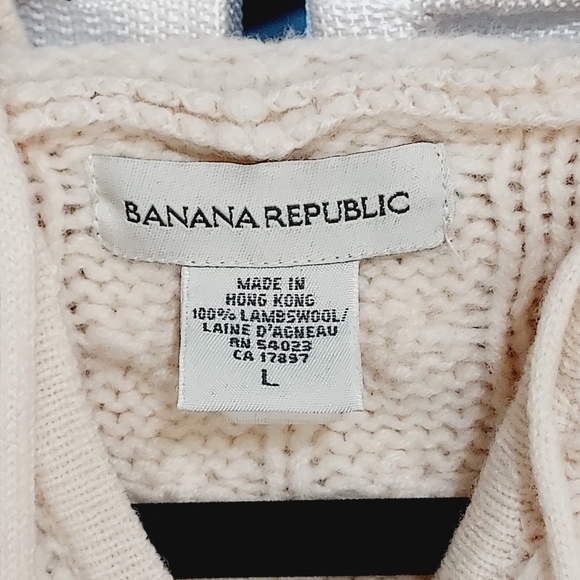 BANANA REPUBLIC
MADE IN
HONG KONG
100% LAMBSWOOL/
LAINE D'AGNEAU
RN 54023
CA 17897
L